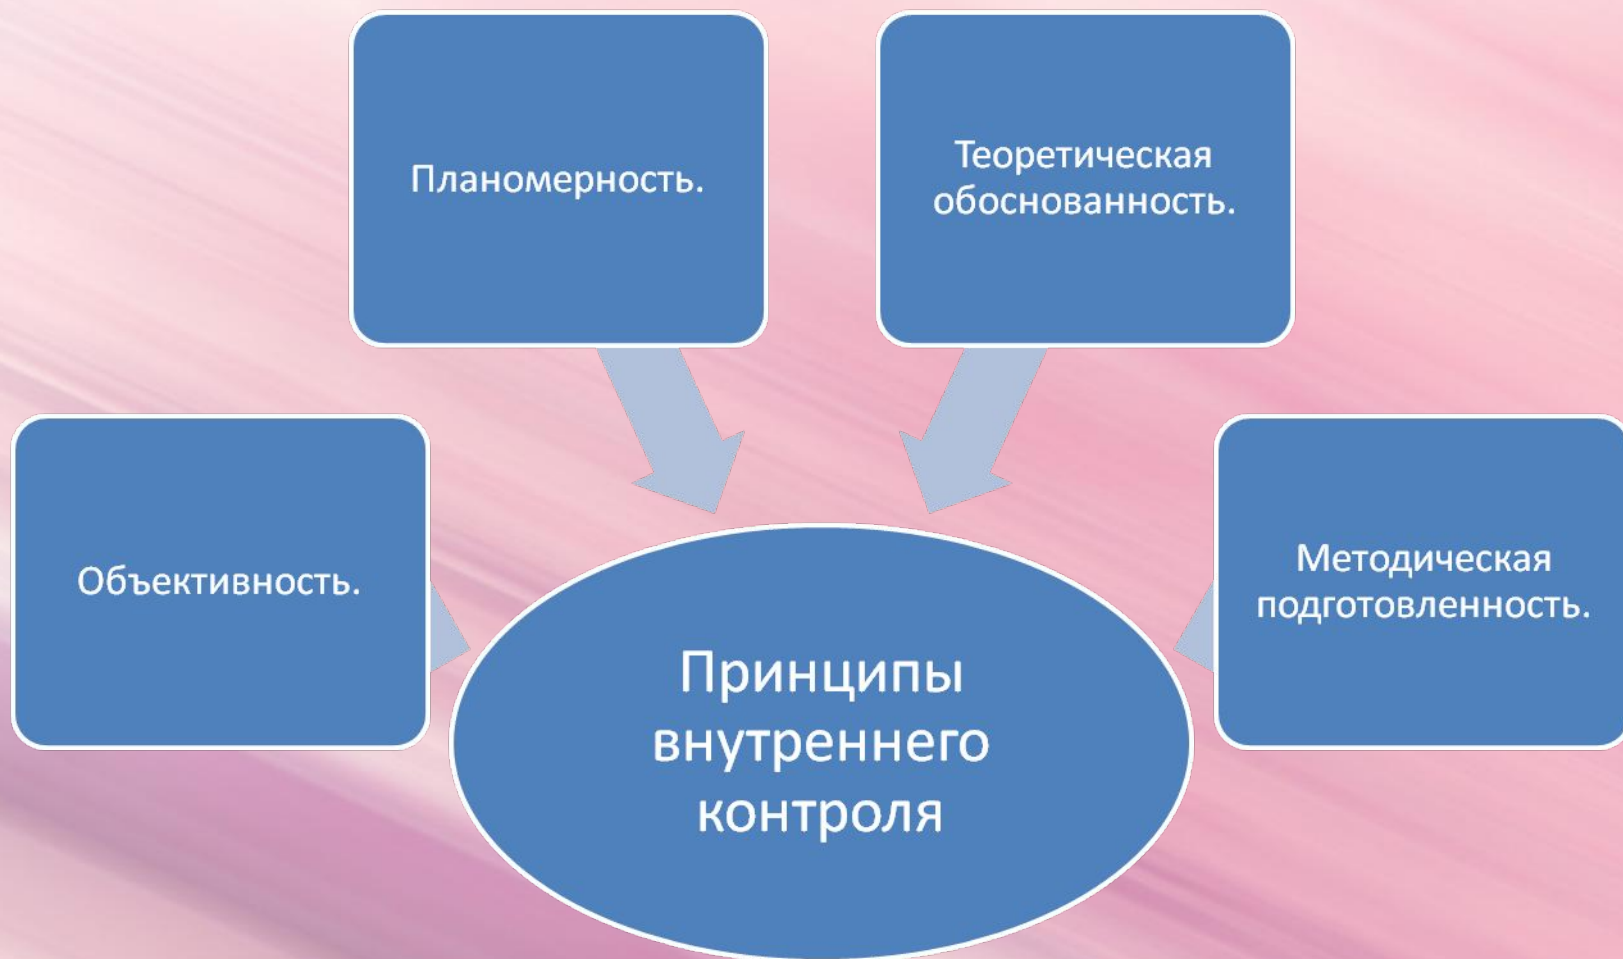 Планомерность.
Теоретическая
обоснованность.
Объективность.
Методическая
подготовленность.
Принципы
внутреннего
контроля